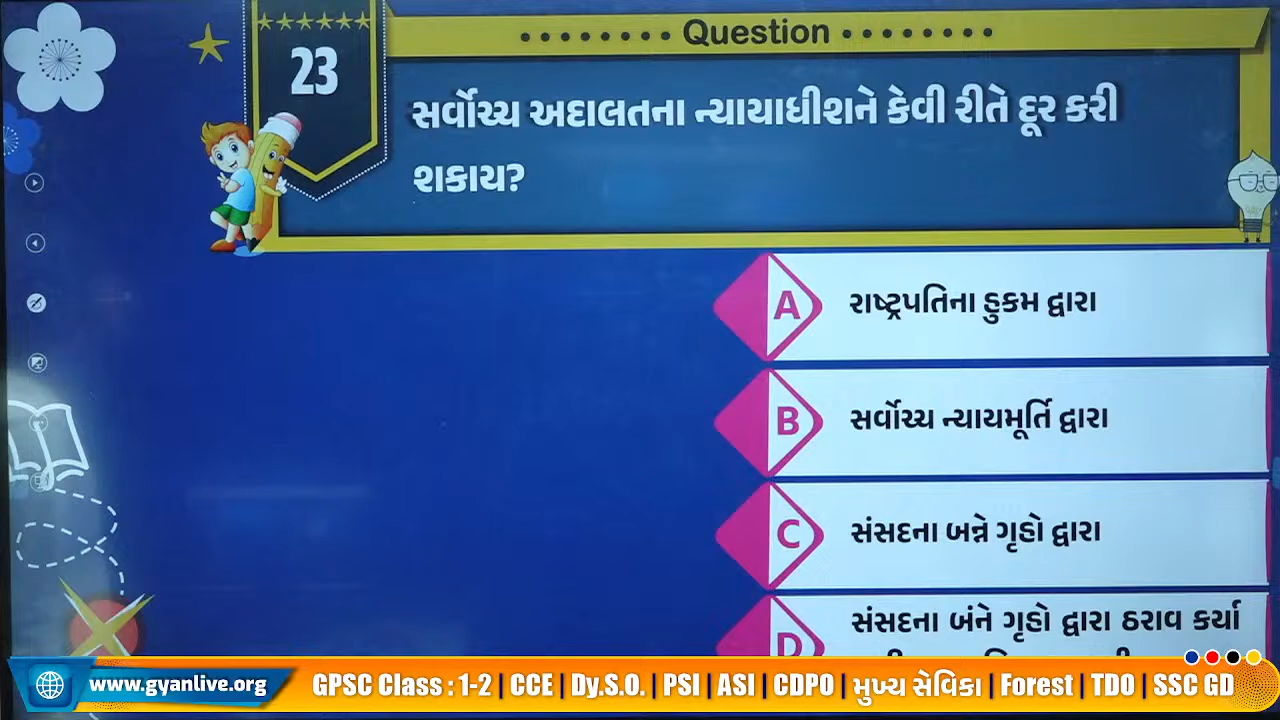 Question
23
સર્વોચ્ચ અદાલતના ન્યાયાધીશને કેવી રીતે દૂર કરી
શકાય?
A રાષ્ટ્રપતિના હુકમ દ્વારા
B સર્વોચ્ચ ન્યાયમૂર્તિ દ્વારા
C સંસદના બન્ને ગૃહો દ્વારા
D સંસદના બંને ગૃહો દ્વારા ઠરાવ કર્યા
www.gyanlive.org
GPSC Class : 1-2 | CCE | Dy.S.O. | PSI | ASI | CDPO | મુખ્ય સેવિકા | Forest | TDO | SSC GD